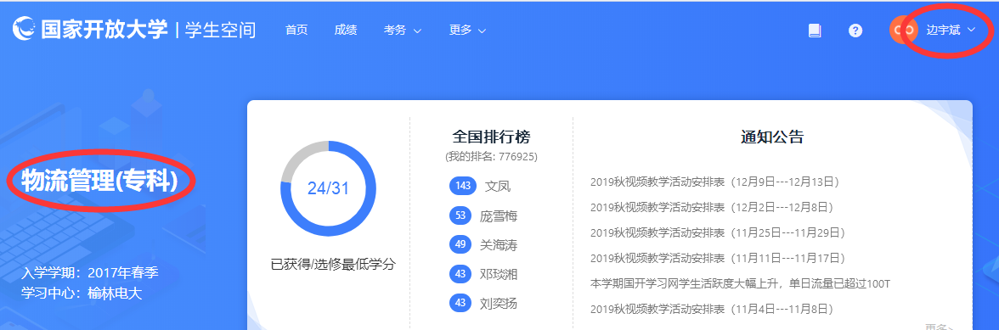 国家开放大学 | 学生空间 首页 成绩 考务 更多 ? 边宇斌
物流管理(专科)
入学学期：2017年春季
学习中心：榆林电大
24/31
已获得/选修最低学分
全国排行榜
(我的排名: 776925)
143 文凤
53 庞雪梅
49 关海涛
43 邓琰湘
43 刘奕扬
通知公告
2019秋视频教学活动安排表（12月9日---12月13日）
2019秋视频教学活动安排表（12月2日---12月8日）
2019秋视频教学活动安排表（11月25日---11月29日）
2019秋视频教学活动安排表（11月11日---11月17日）
本学期国开学习网学生活跃度大幅上升，单日流量已超过100T
2019秋视频教学活动安排表（11月4日---11月8日）
更多>